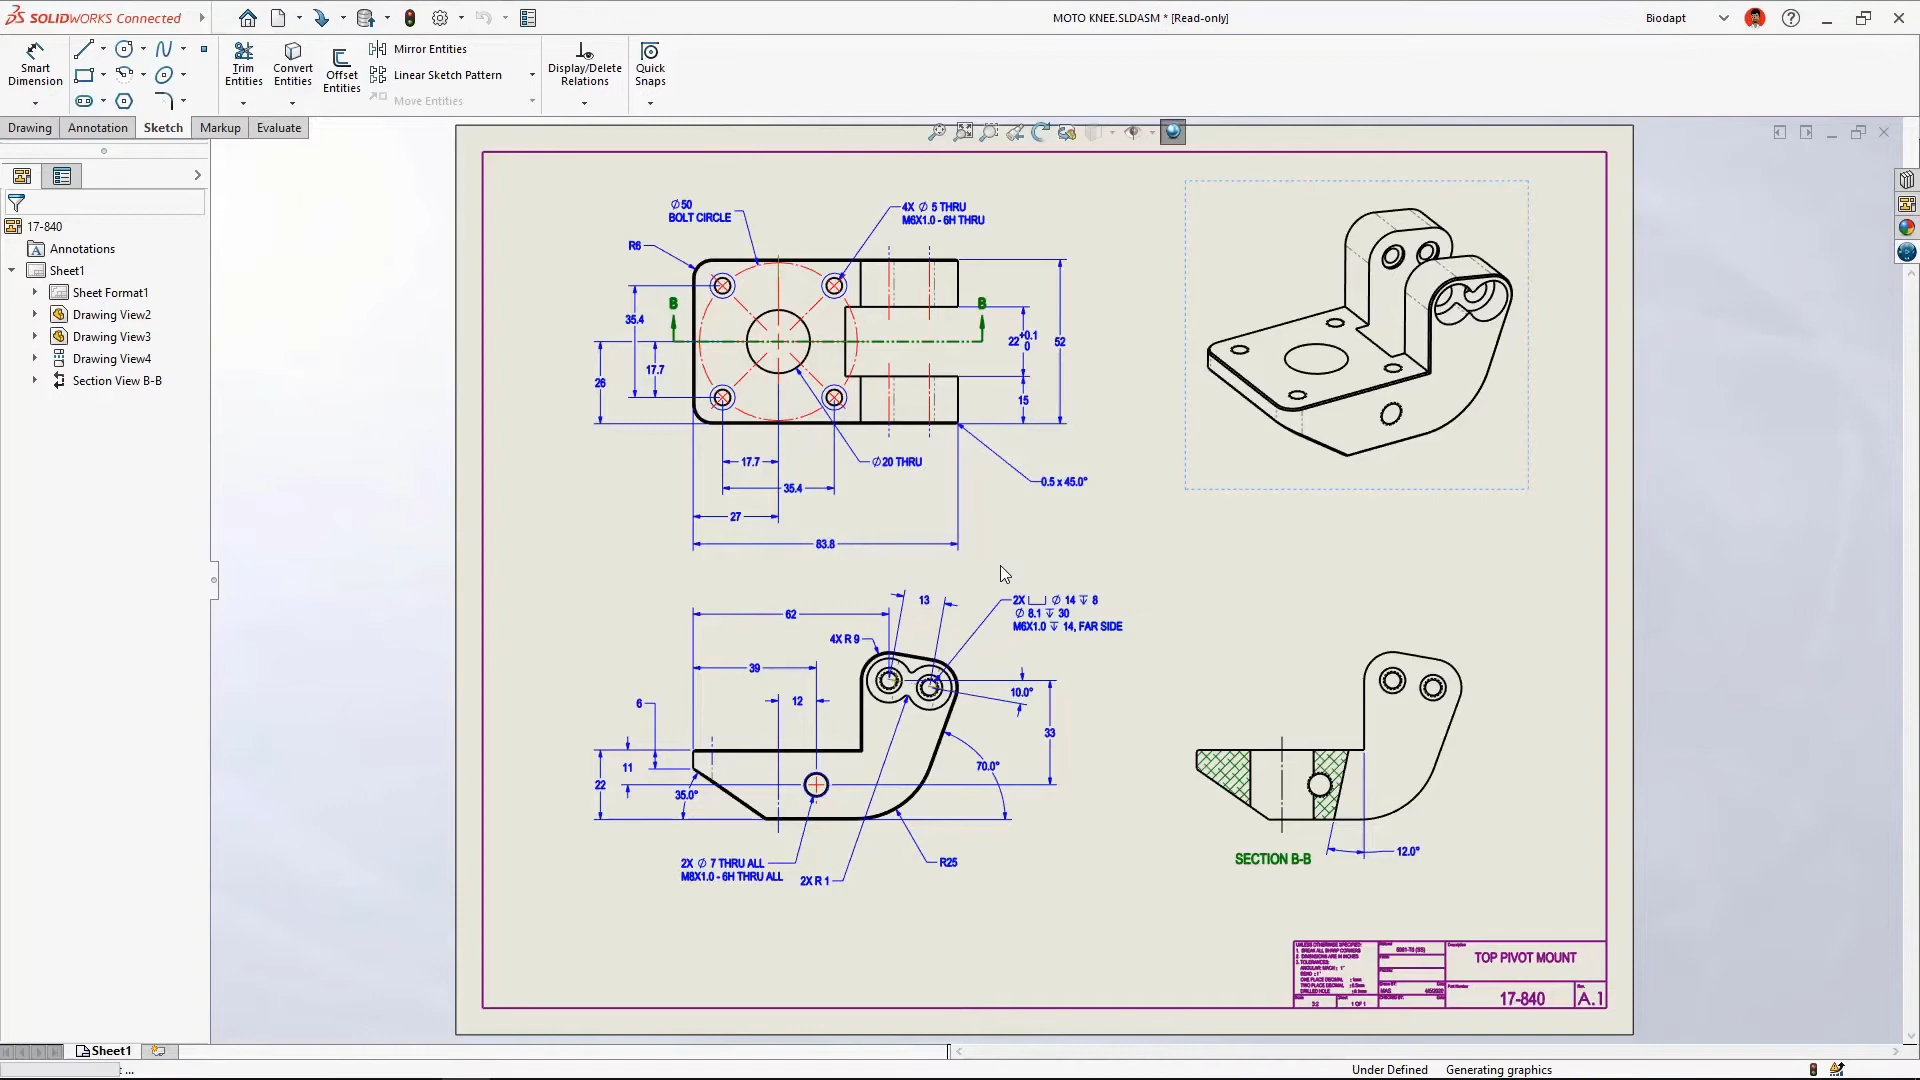 SOLIDWORKS Connected
MOTO KNEE.SLDASM * [Read-only]
Biodapt
Smart
Dimension
Trim
Entities
Convert
Entities
Offset
Entities
Mirror Entities
Linear Sketch Pattern
Move Entities
Display/Delete
Relations
Quick
Snaps
Drawing
Annotation
Sketch
Markup
Evaluate
17-840
Annotations
Sheet1
Sheet Format1
Drawing View2
Drawing View3
Drawing View4
Section View B-B
Ø50
BOLT CIRCLE
4X Ø 5 THRU
M6X1.0 - 6H THRU
R6
B
B
35.4
17.7
26
22 +0.1
0
52
15
17.7
Ø20 THRU
0.5 x 45.0°
35.4
27
83.8
62
13
2X ⌴ Ø 14 ↧ 8
Ø 8.1 ↧ 30
M6X1.0 ↧ 14, FAR SIDE
4X R 9
39
12
6
10.0°
33
11
22
70.0°
35.0°
2X Ø 7 THRU ALL
M8X1.0 - 6H THRU ALL
2X R 1
R25
SECTION B-B
12.0°
TOP PIVOT MOUNT
17-840
A.1
1 OF 1
Sheet1
...
Under Defined
Generating graphics